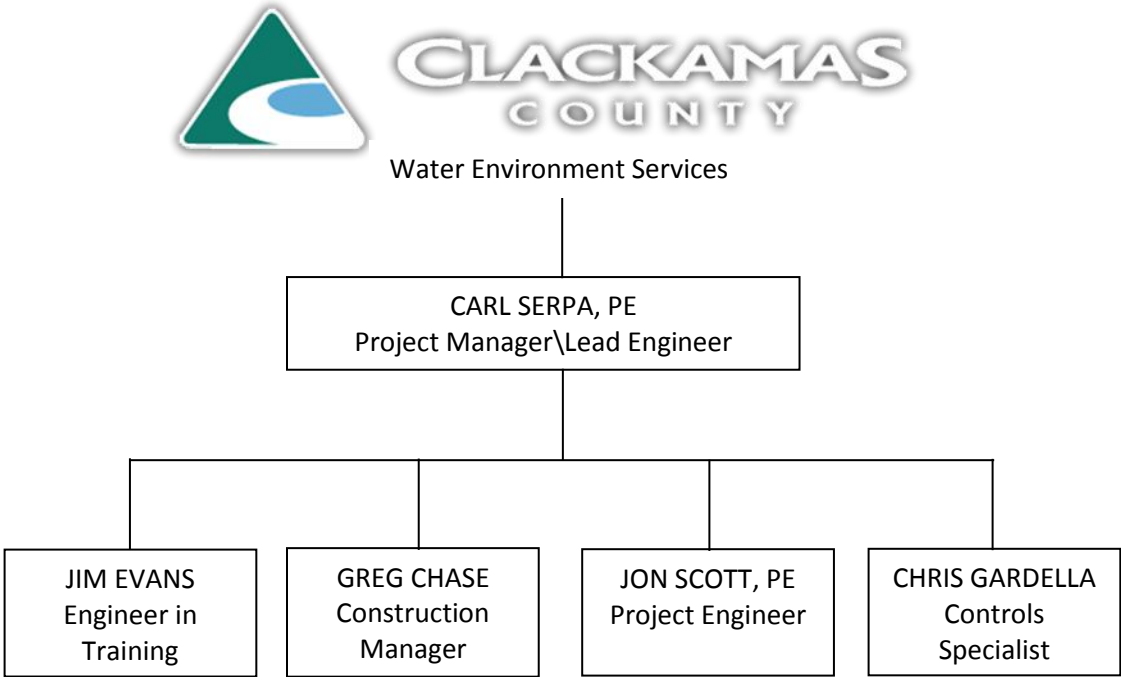 CLACKAMAS
COUNTY
Water Environment Services
CARL SERPA, PE
Project Manager\Lead Engineer
JIM EVANS
Engineer in
Training
GREG CHASE
Construction
Manager
JON SCOTT, PE
Project Engineer
CHRIS GARDELLA
Controls
Specialist